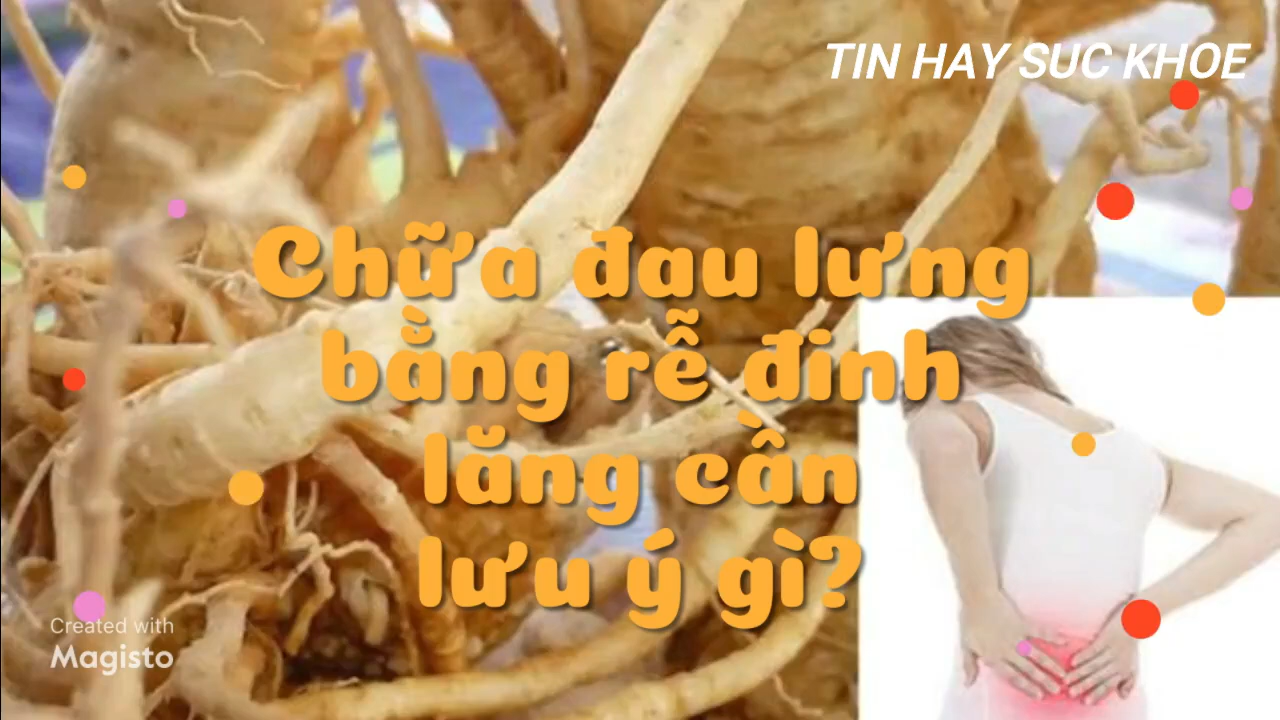 TIN HAY SUC KHOE
Chữa đau lưng
bằng rễ đinh
lăng cần
lưu ý gì?
Created with
Magisto